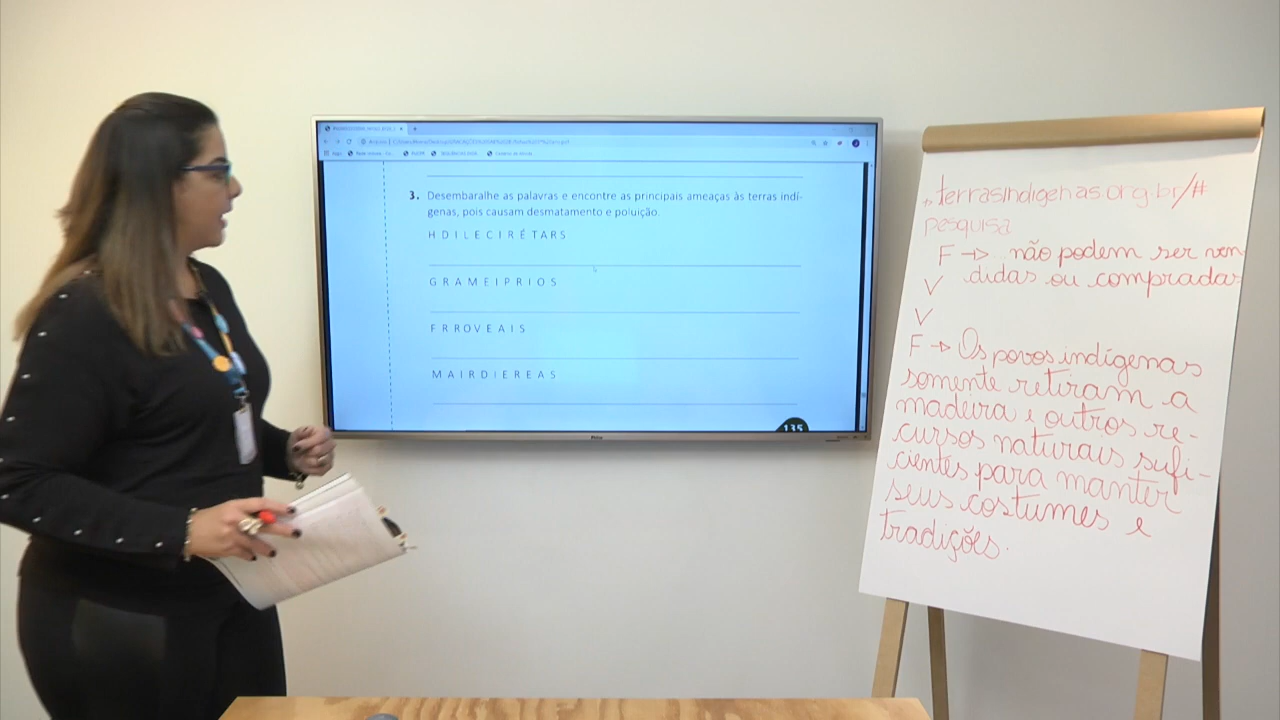 3. Desembaralhe as palavras e encontre as principais ameaças às terras indí-
genas, pois causam desmatamento e poluição.
H D I L E C I R É T A R S
G R A M E I P R I O S
F R R O V E A I S
M A I R D I E R E A S
135
terrasindigenas.org.br/#
pesquisa
F → não podem ser ven
didas ou compradas
V
V
F → Os povos indígenas
somente retiram a
madeira e outros re-
cursos naturais sufi-
cientes para manter
seus costumes e
tradições.